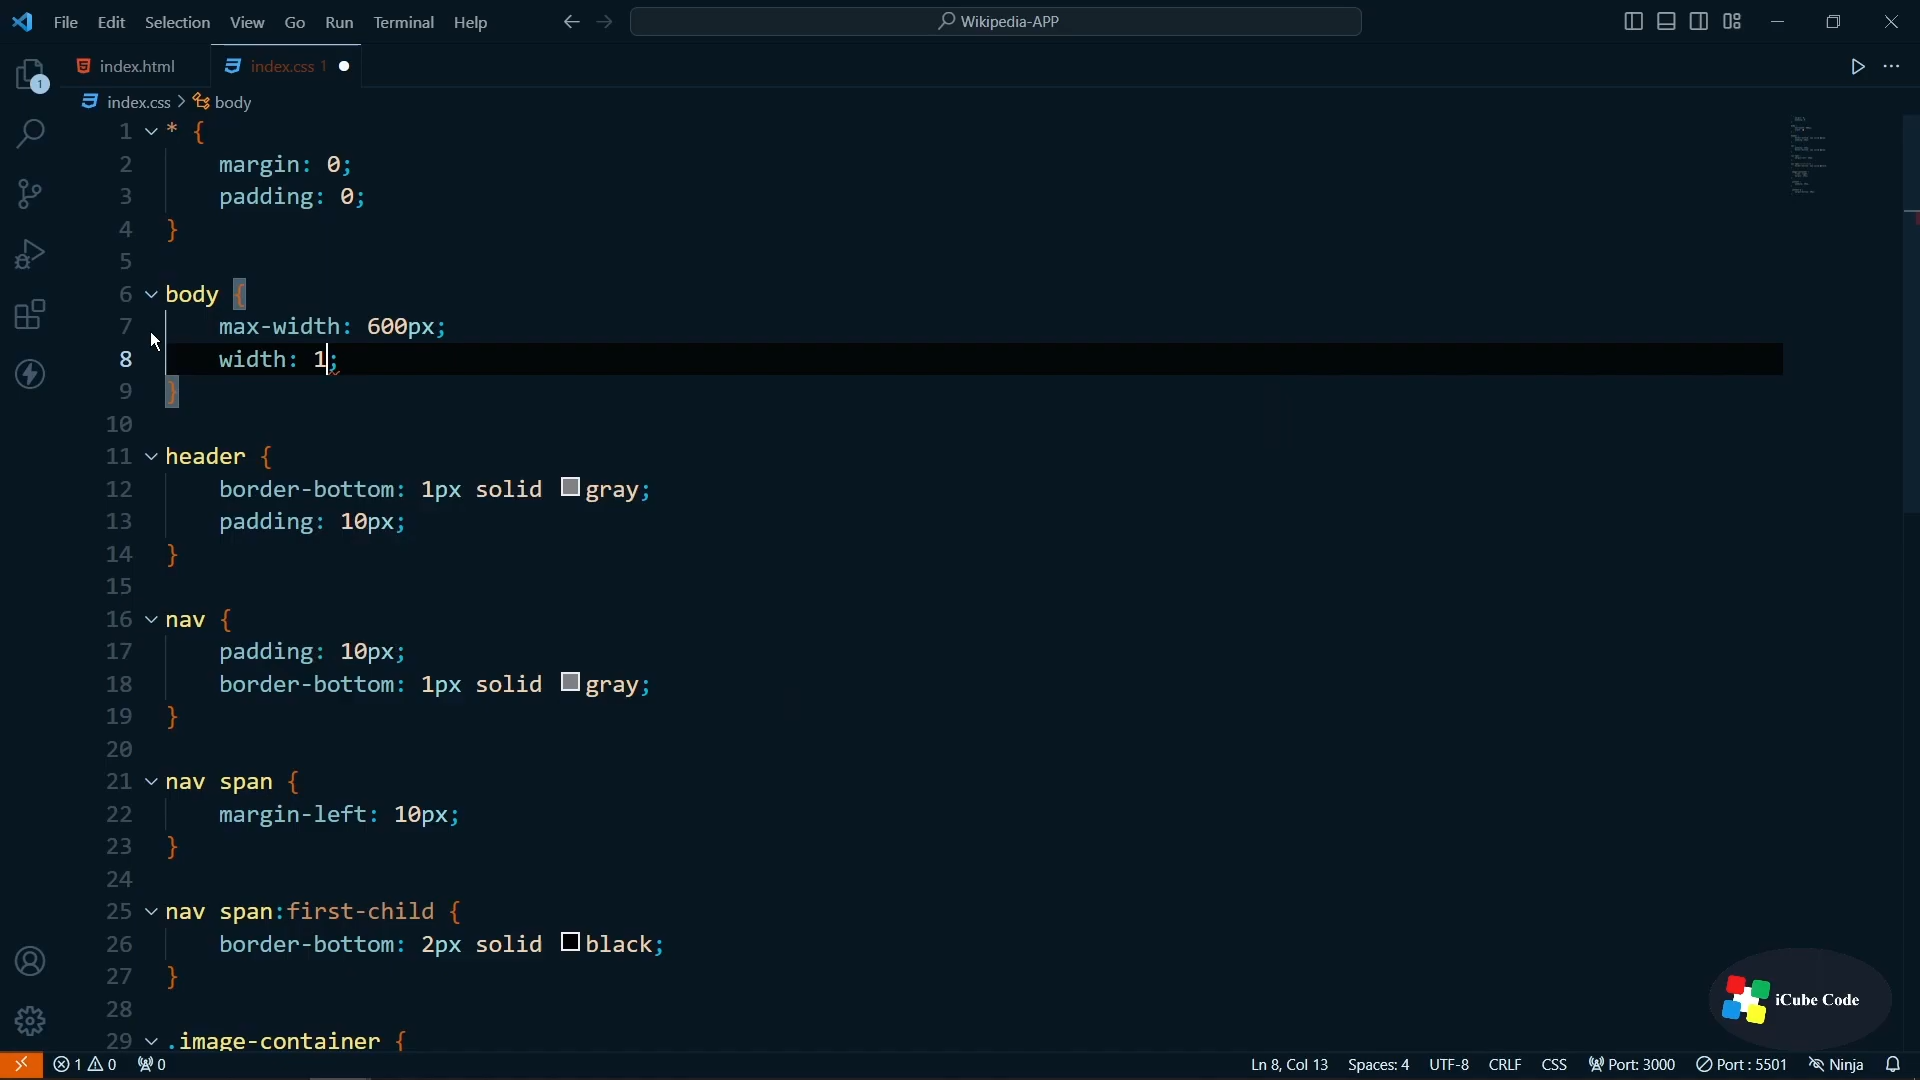 File Edit Selection View Go Run Terminal Help
Wikipedia-APP
index.html
index.css 1
1
index.css > body
1 * {
2 margin: 0;
3 padding: 0;
4 }
5
6 body {
7 max-width: 600px;
8 width: 1;
9 }
10
11 header {
12 border-bottom: 1px solid gray;
13 padding: 10px;
14 }
15
16 nav {
17 padding: 10px;
18 border-bottom: 1px solid gray;
19 }
20
21 nav span {
22 margin-left: 10px;
23 }
24
25 nav span:first-child {
26 border-bottom: 2px solid black;
27 }
28
29 .image-container {
iCube Code
1 0 0 Ln 8, Col 13 Spaces: 4 UTF-8 CRLF CSS Port: 3000 Port : 5501 Ninja